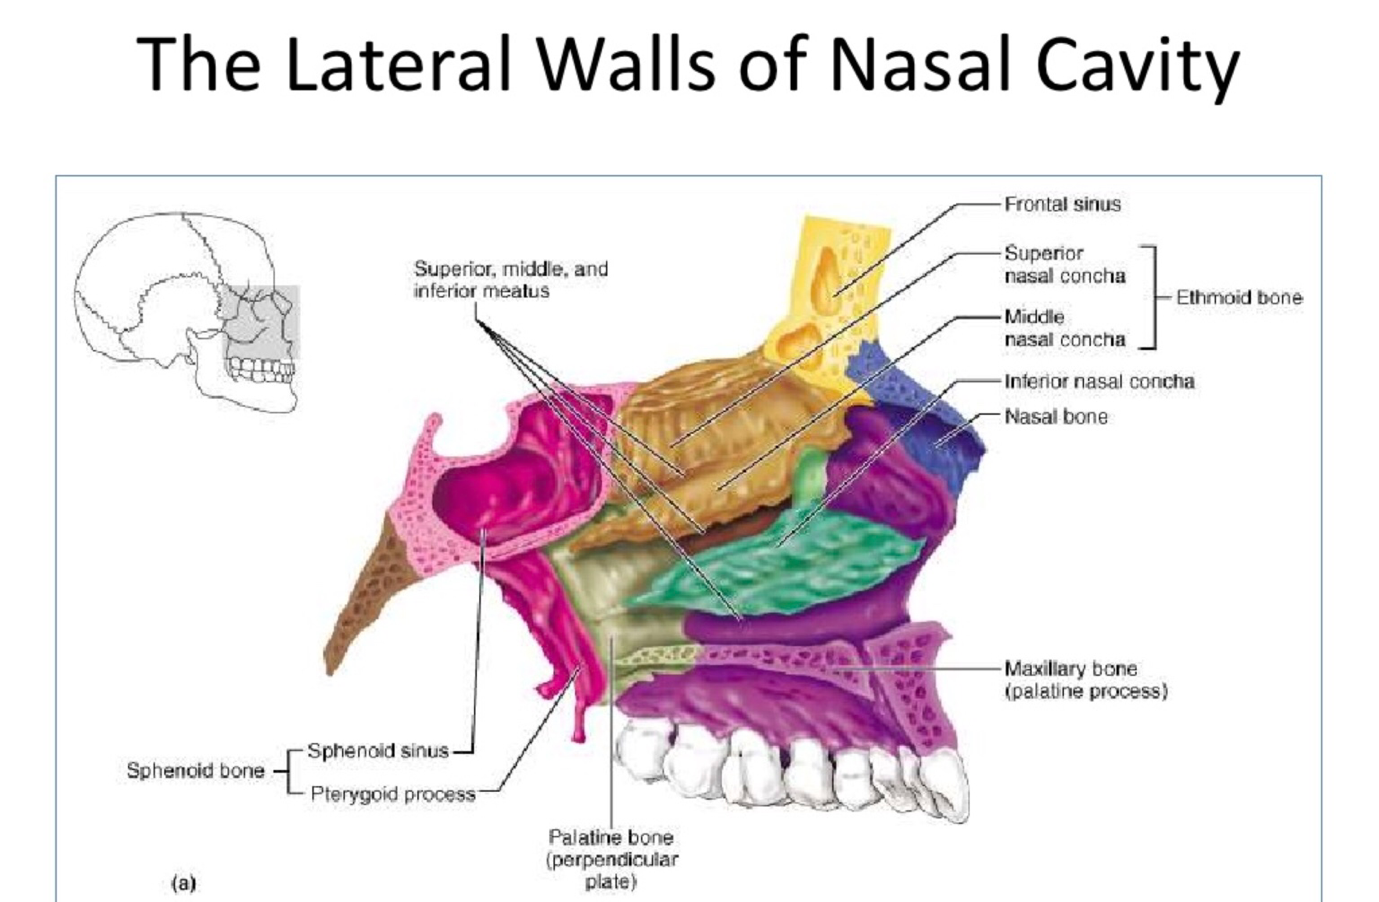 The Lateral Walls of Nasal Cavity
Frontal sinus
Superior
nasal concha
Ethmoid bone
Middle
nasal concha
Inferior nasal concha
Nasal bone
Superior, middle, and
inferior meatus
Maxillary bone
(palatine process)
Sphenoid bone
Sphenoid sinus
Pterygoid process
Palatine bone
(perpendicular
plate)
(a)